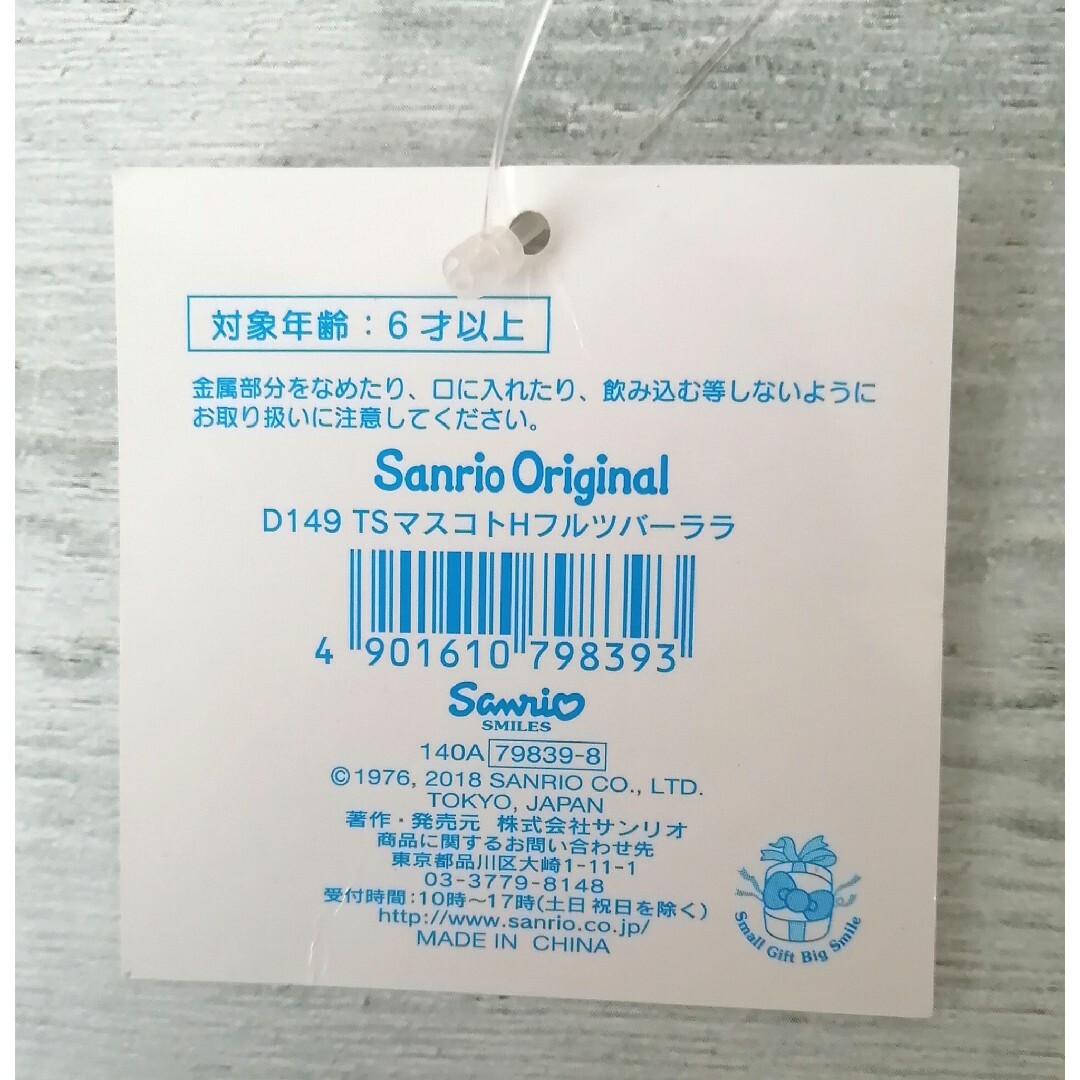 対象年齢：6才以上
金属部分をなめたり、口に入れたり、飲み込む等しないように
お取り扱いに注意してください。
Sanrio Original
D149 TSマスコトHフルツバーララ
4 901610 798393
Sanrio
SMILES
140A 79839-8
©1976, 2018 SANRIO CO., LTD.
TOKYO, JAPAN
著作・発売元 株式会社サンリオ
商品に関するお問い合わせ先
東京都品川区大崎1-11-1
03-3779-8148
受付時間：10時〜17時(土日祝日を除く)
http://www.sanrio.co.jp/
MADE IN CHINA
Small Gift Big Smile